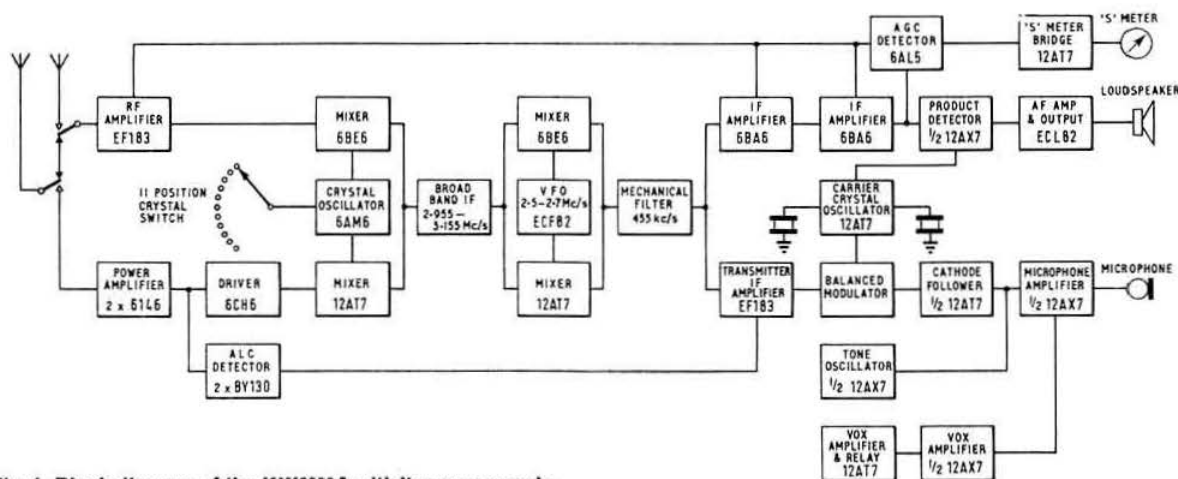 AGC
DETECTOR
6AL5
'S' METER
BRIDGE
12AT7
'S' METER
RF
AMPLIFIER
EF183
MIXER
6BE6
MIXER
6BE6
IF
AMPLIFIER
6BA6
IF
AMPLIFIER
6BA6
PRODUCT
DETECTOR
1/2 12AX7
AF AMP
& OUTPUT
ECL82
LOUDSPEAKER
11 POSITION
CRYSTAL
SWITCH
CRYSTAL
OSCILLATOR
6AM6
BROAD
BAND IF
2·955—
3·155 Mc/s
VFO
2·5-2·7Mc/s
ECF82
MECHANICAL
FILTER
455 kc/s
CARRIER
CRYSTAL
OSCILLATOR
12AT7
POWER
AMPLIFIER
2 x 6146
DRIVER
6CH6
MIXER
12AT7
MIXER
12AT7
TRANSMITTER
IF
AMPLIFIER
EF183
BALANCED
MODULATOR
CATHODE
FOLLOWER
1/2 12AT7
MICROPHONE
AMPLIFIER
1/2 12AX7
MICROPHONE
ALC
DETECTOR
2 x BY130
TONE
OSCILLATOR
1/2 12AX7
VOX
AMPLIFIER
& RELAY
12AT7
VOX
AMPLIFIER
1/2 12AX7